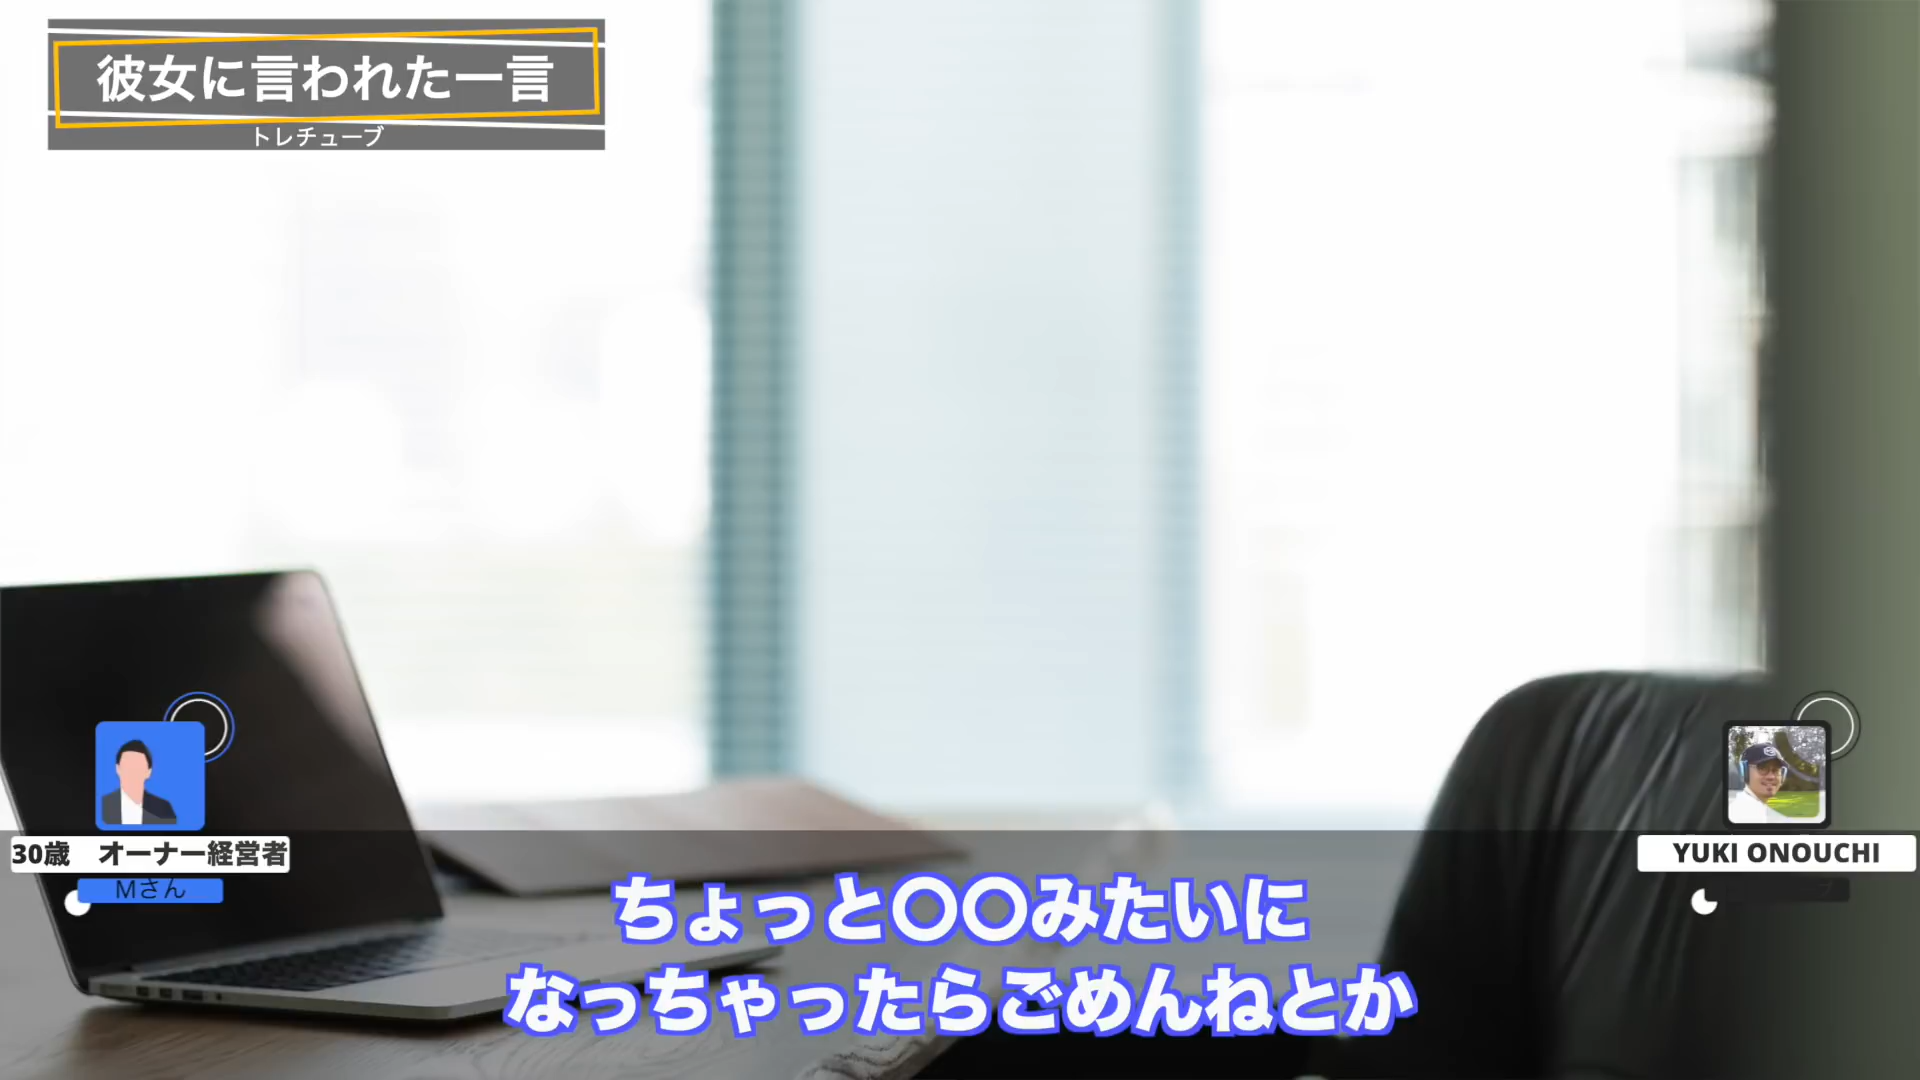 彼女に言われた一言
トレチューブ
30歳　オーナー経営者
Mさん
YUKI ONOUCHI
ちょっと〇〇みたいに
なっちゃったらごめんねとか